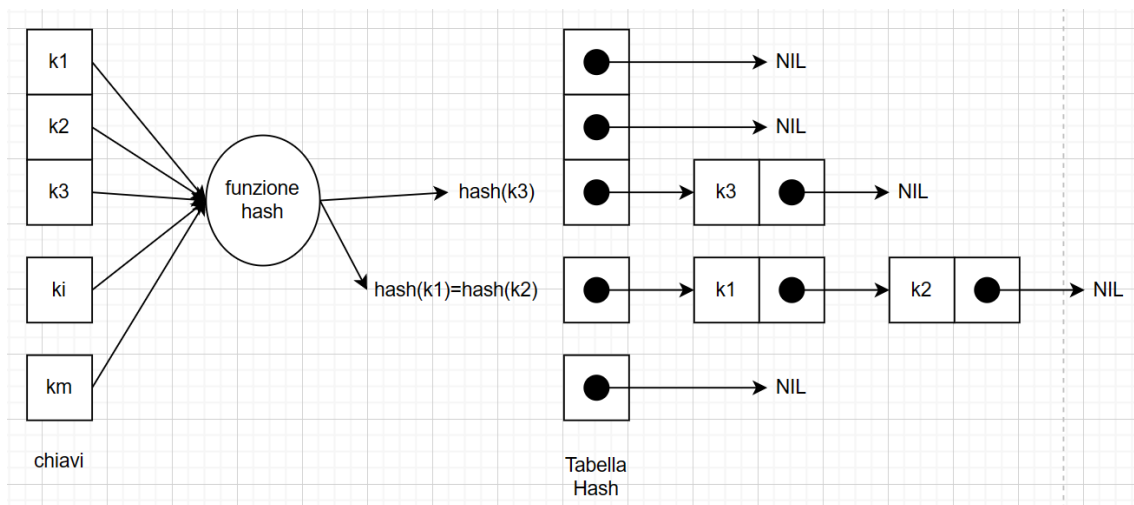 k1
k2
k3
ki
km
chiavi
funzione
hash
hash(k3)
hash(k1)=hash(k2)
NIL
NIL
k3
NIL
k1
k2
NIL
NIL
Tabella
Hash